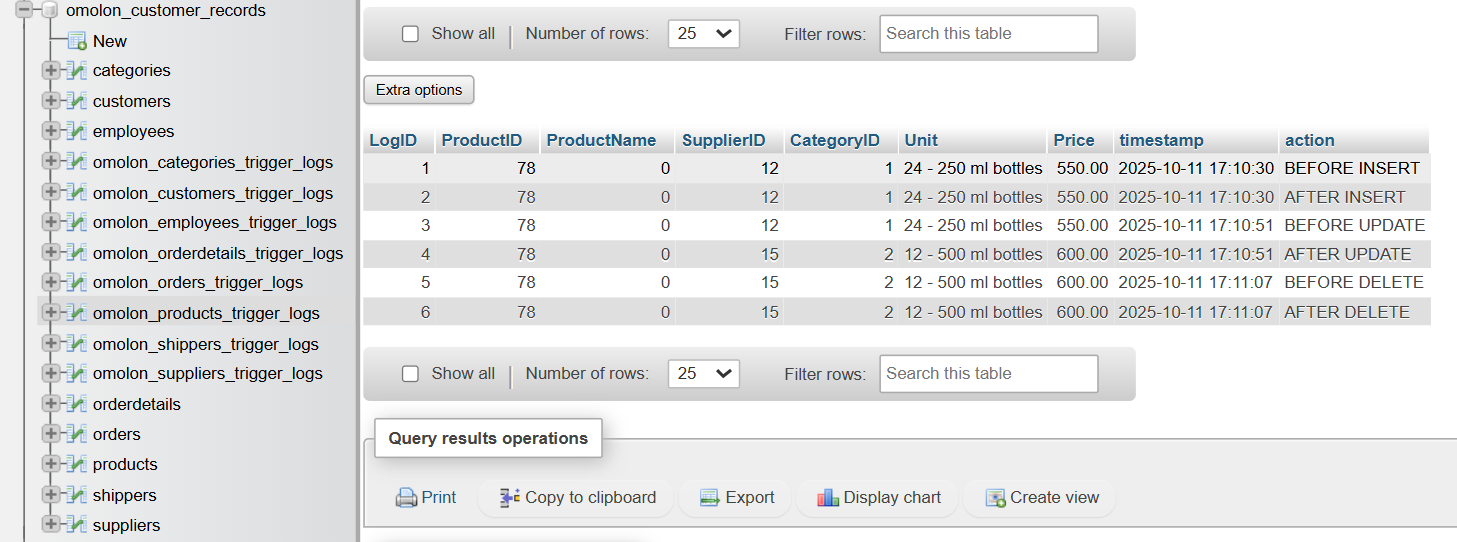 omolon_customer_records
New
categories
customers
employees
omolon_categories_trigger_logs
omolon_customers_trigger_logs
omolon_employees_trigger_logs
omolon_orderdetails_trigger_logs
omolon_orders_trigger_logs
omolon_products_trigger_logs
omolon_shippers_trigger_logs
omolon_suppliers_trigger_logs
orderdetails
orders
products
shippers
suppliers
Show all | Number of rows: 25 Filter rows: Search this table
Extra options
LogID ProductID ProductName SupplierID CategoryID Unit Price timestamp action
1 78 0 12 1 24 - 250 ml bottles 550.00 2025-10-11 17:10:30 BEFORE INSERT
2 78 0 12 1 24 - 250 ml bottles 550.00 2025-10-11 17:10:30 AFTER INSERT
3 78 0 12 1 24 - 250 ml bottles 550.00 2025-10-11 17:10:51 BEFORE UPDATE
4 78 0 15 2 12 - 500 ml bottles 600.00 2025-10-11 17:10:51 AFTER UPDATE
5 78 0 15 2 12 - 500 ml bottles 600.00 2025-10-11 17:11:07 BEFORE DELETE
6 78 0 15 2 12 - 500 ml bottles 600.00 2025-10-11 17:11:07 AFTER DELETE
Show all | Number of rows: 25 Filter rows: Search this table
Query results operations
Print Copy to clipboard Export Display chart Create view